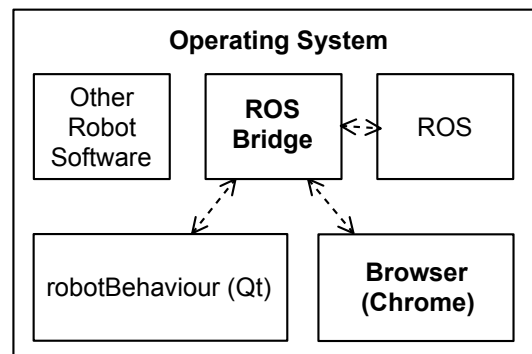 Operating System
Other
Robot
Software
ROS
Bridge
ROS
robotBehaviour (Qt)
Browser
(Chrome)